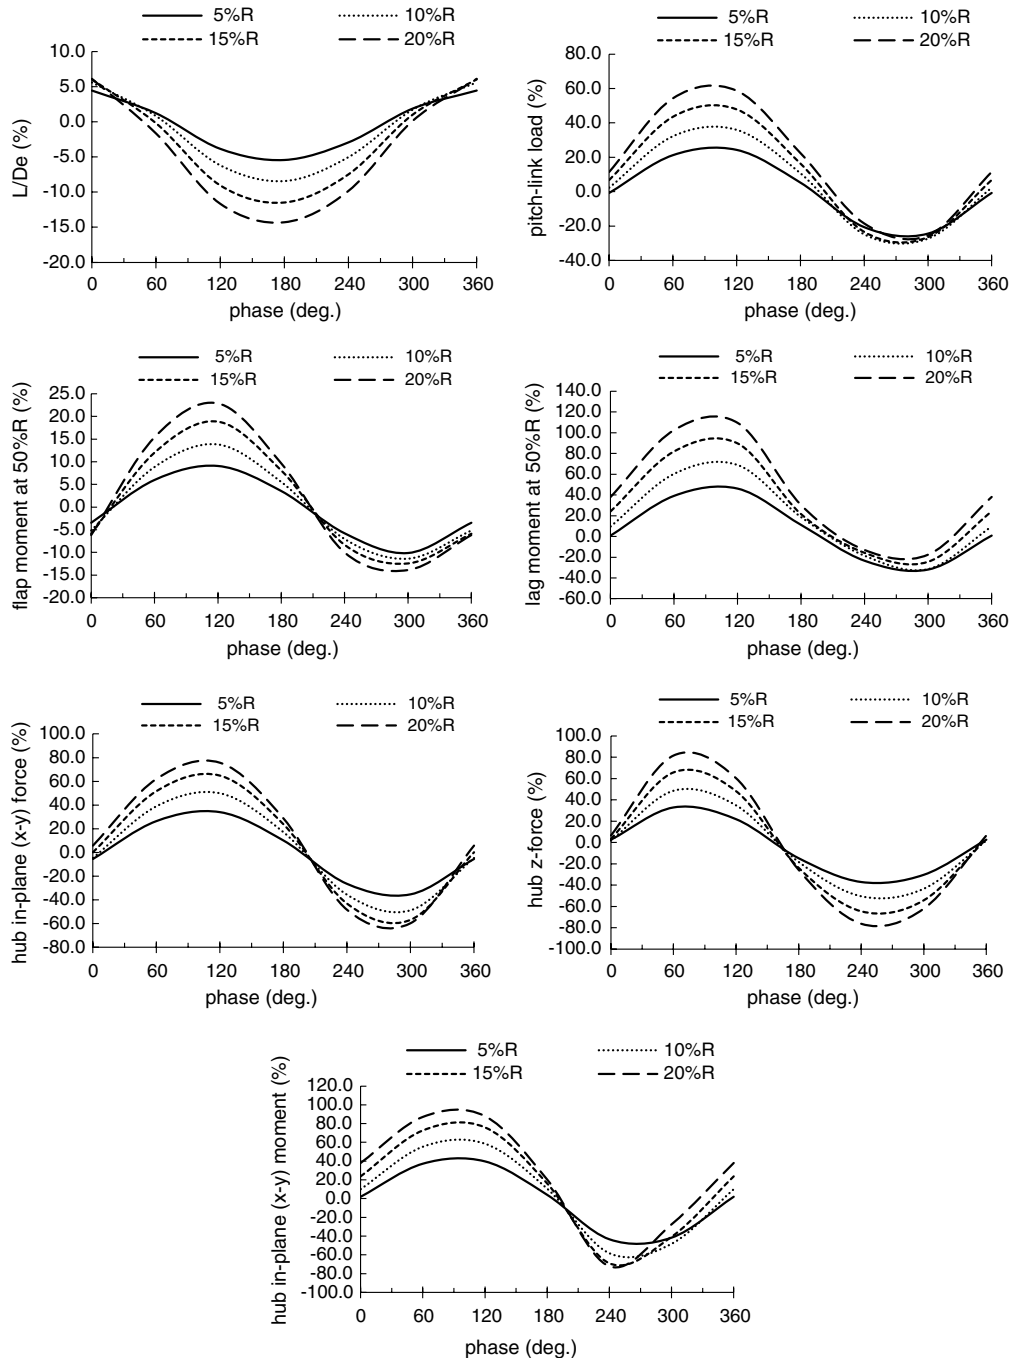 5%R 10%R
15%R 20%R
L/De (%)
10.0
5.0
0.0
-5.0
-10.0
-15.0
-20.0
0 60 120 180 240 300 360
phase (deg.)
5%R 10%R
15%R 20%R
pitch-link load (%)
80.0
60.0
40.0
20.0
0.0
-20.0
-40.0
0 60 120 180 240 300 360
phase (deg.)
5%R 10%R
15%R 20%R
flap moment at 50%R (%)
25.0
20.0
15.0
10.0
5.0
0.0
-5.0
-10.0
-15.0
-20.0
0 60 120 180 240 300 360
phase (deg.)
5%R 10%R
15%R 20%R
lag moment at 50%R (%)
140.0
120.0
100.0
80.0
60.0
40.0
20.0
0.0
-20.0
-40.0
-60.0
0 60 120 180 240 300 360
phase (deg.)
5%R 10%R
15%R 20%R
hub in-plane (x-y) force (%)
100.0
80.0
60.0
40.0
20.0
0.0
-20.0
-40.0
-60.0
-80.0
0 60 120 180 240 300 360
phase (deg.)
5%R 10%R
15%R 20%R
hub z-force (%)
100.0
80.0
60.0
40.0
20.0
0.0
-20.0
-40.0
-60.0
-80.0
-100.0
0 60 120 180 240 300 360
phase (deg.)
5%R 10%R
15%R 20%R
hub in-plane (x-y) moment (%)
120.0
100.0
80.0
60.0
40.0
20.0
0.0
-20.0
-40.0
-60.0
-80.0
-100.0
0 60 120 180 240 300 360
phase (deg.)